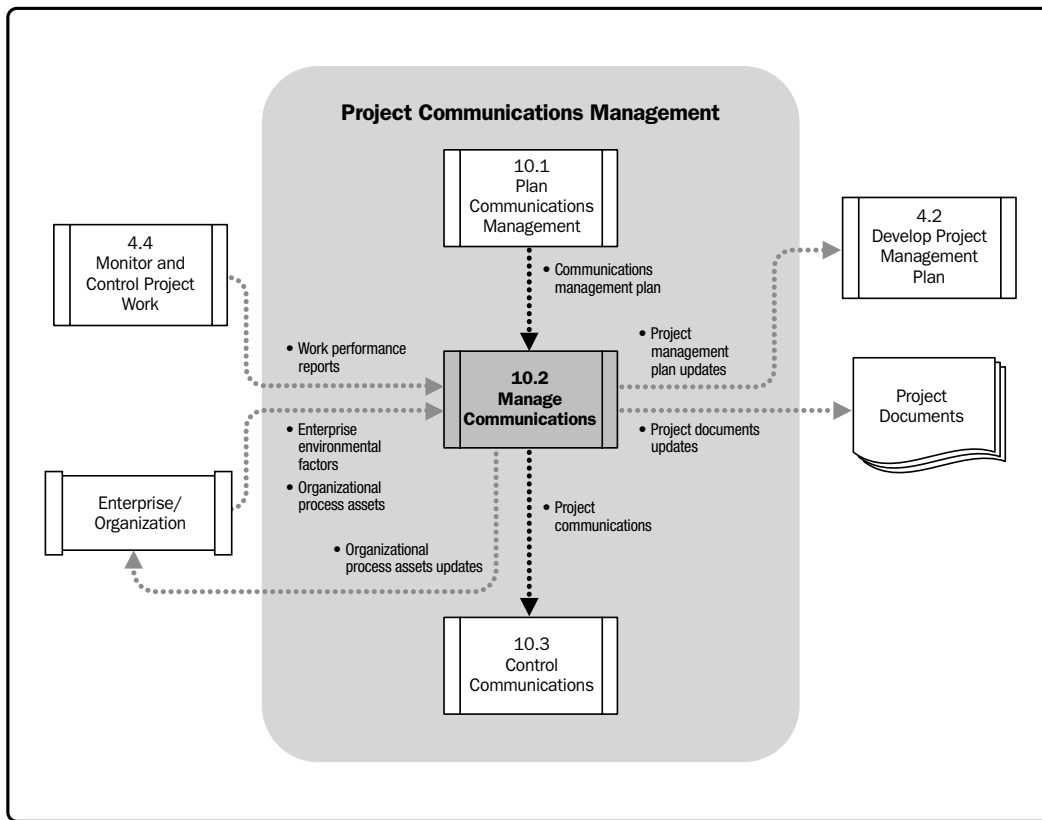 Project Communications Management
10.1
Plan
Communications
Management
4.2
Develop Project
Management
Plan
4.4
Monitor and
Control Project
Work
• Communications
management plan
• Work performance
reports
• Project
management
plan updates
10.2
Manage
Communications
Project
Documents
• Enterprise
environmental
factors
• Organizational
process assets
• Project documents
updates
Enterprise/
Organization
• Project
communications
• Organizational
process assets updates
10.3
Control
Communications